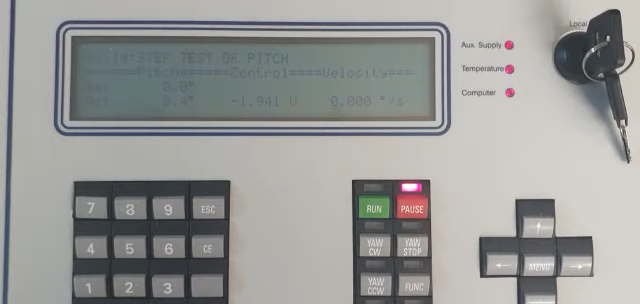 STEP TEST OF PITCH
=====Pitch======Control====Velocity===
0.0°
0.4° -1.941 V 0.000 °/s
Aux. Supply
Temperature
Computer
Local
7 8 9 ESC
4 5 6 CE
1 2 3
RUN PAUSE
YAW CW YAW STOP
YAW CCW FUNC
↑
← MENU →